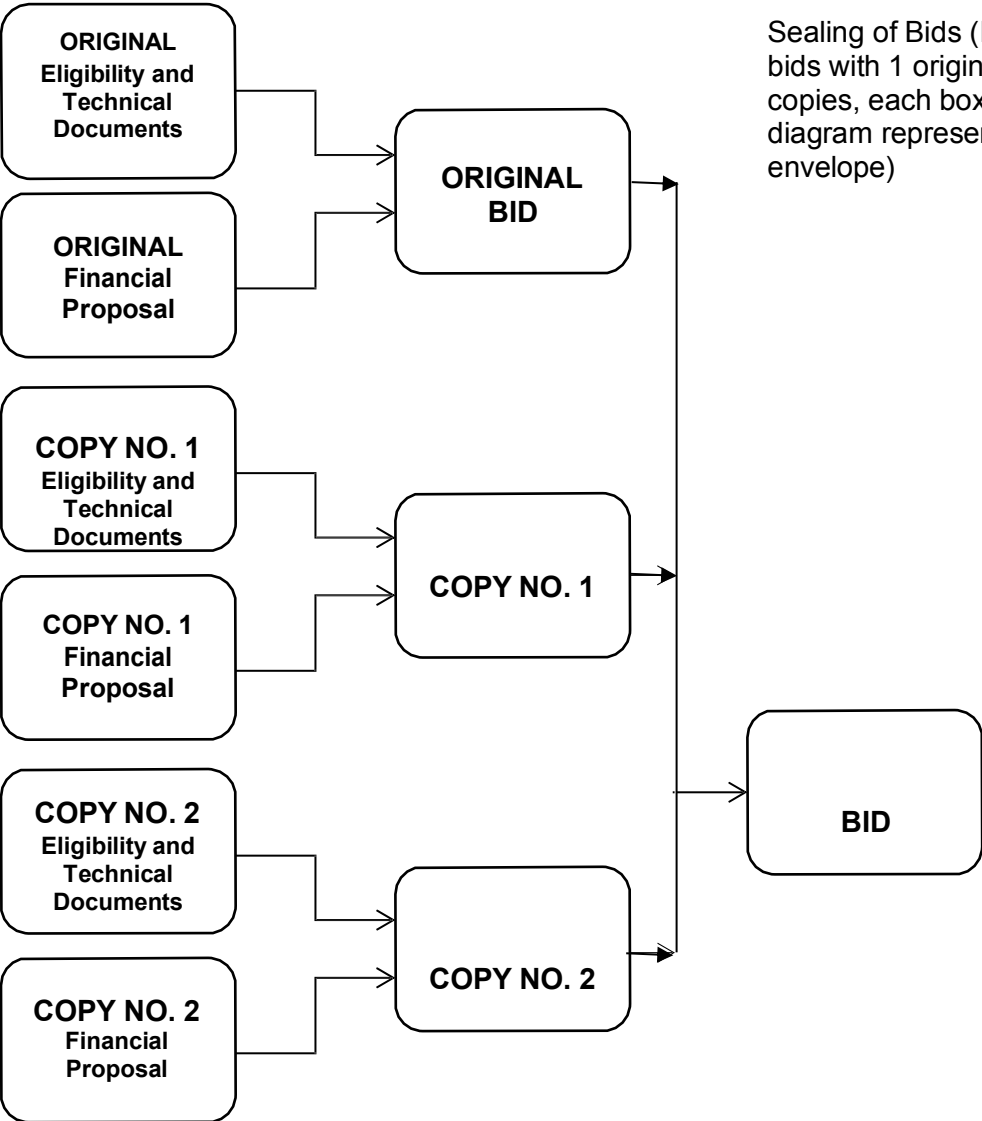 Sealing of Bids (
bids with 1 origin
copies, each box
diagram represe
envelope)
ORIGINAL
Eligibility and
Technical
Documents
ORIGINAL
Financial
Proposal
ORIGINAL
BID
COPY NO. 1
Eligibility and
Technical
Documents
COPY NO. 1
Financial
Proposal
COPY NO. 1
COPY NO. 2
Eligibility and
Technical
Documents
COPY NO. 2
Financial
Proposal
COPY NO. 2
BID